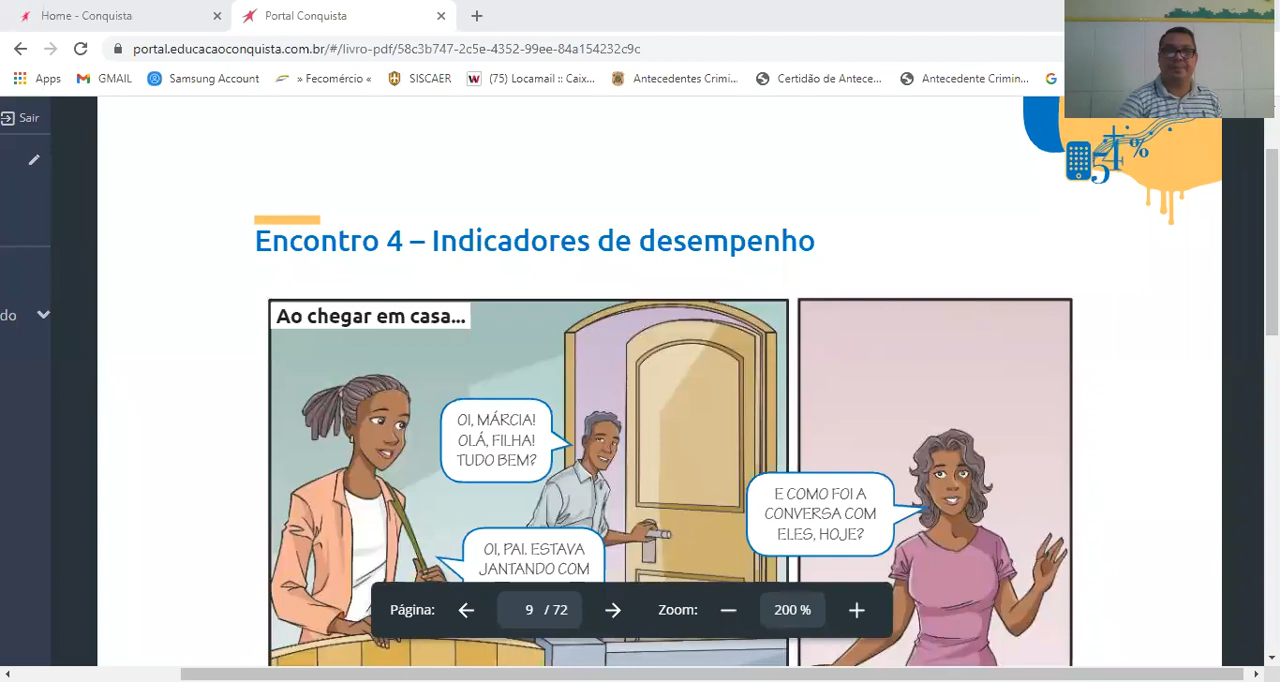 Home - Conquista
Portal Conquista
portal.educacaoconquista.com.br/#/livro-pdf/58c3b747-2c5e-4352-99ee-84a154232c9c
Apps GMAIL Samsung Account » Fecomércio « SISCAER (75) Locamail :: Caix... Antecedentes Crimi... Certidão de Antece... Antecedente Crimin...
Sair
do
5 4 %
Encontro 4 – Indicadores de desempenho
Ao chegar em casa...
OI, MÁRCIA!
OLÁ, FILHA!
TUDO BEM?
OI, PAI. ESTAVA
JANTANDO COM
E COMO FOI A
CONVERSA COM
ELES, HOJE?
Página: 9 / 72 Zoom: 200 %